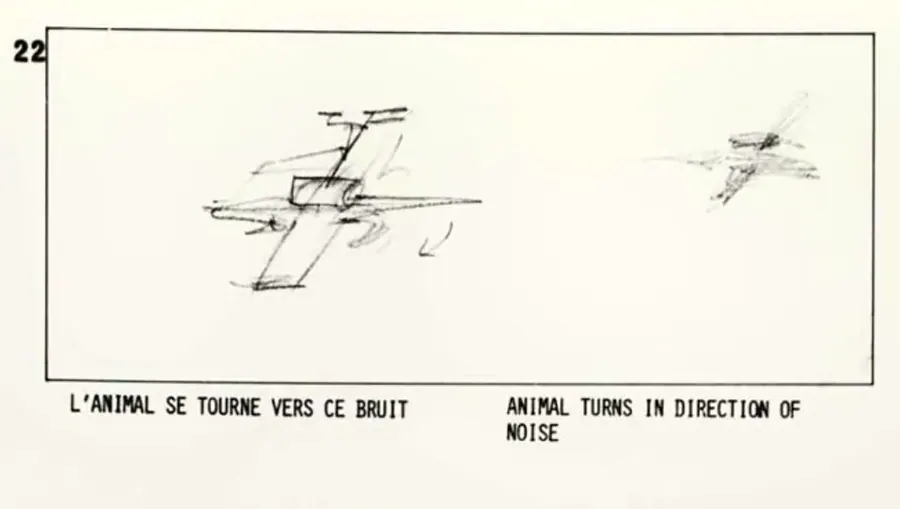 22
L'ANIMAL SE TOURNE VERS CE BRUIT
ANIMAL TURNS IN DIRECTION OF
NOISE